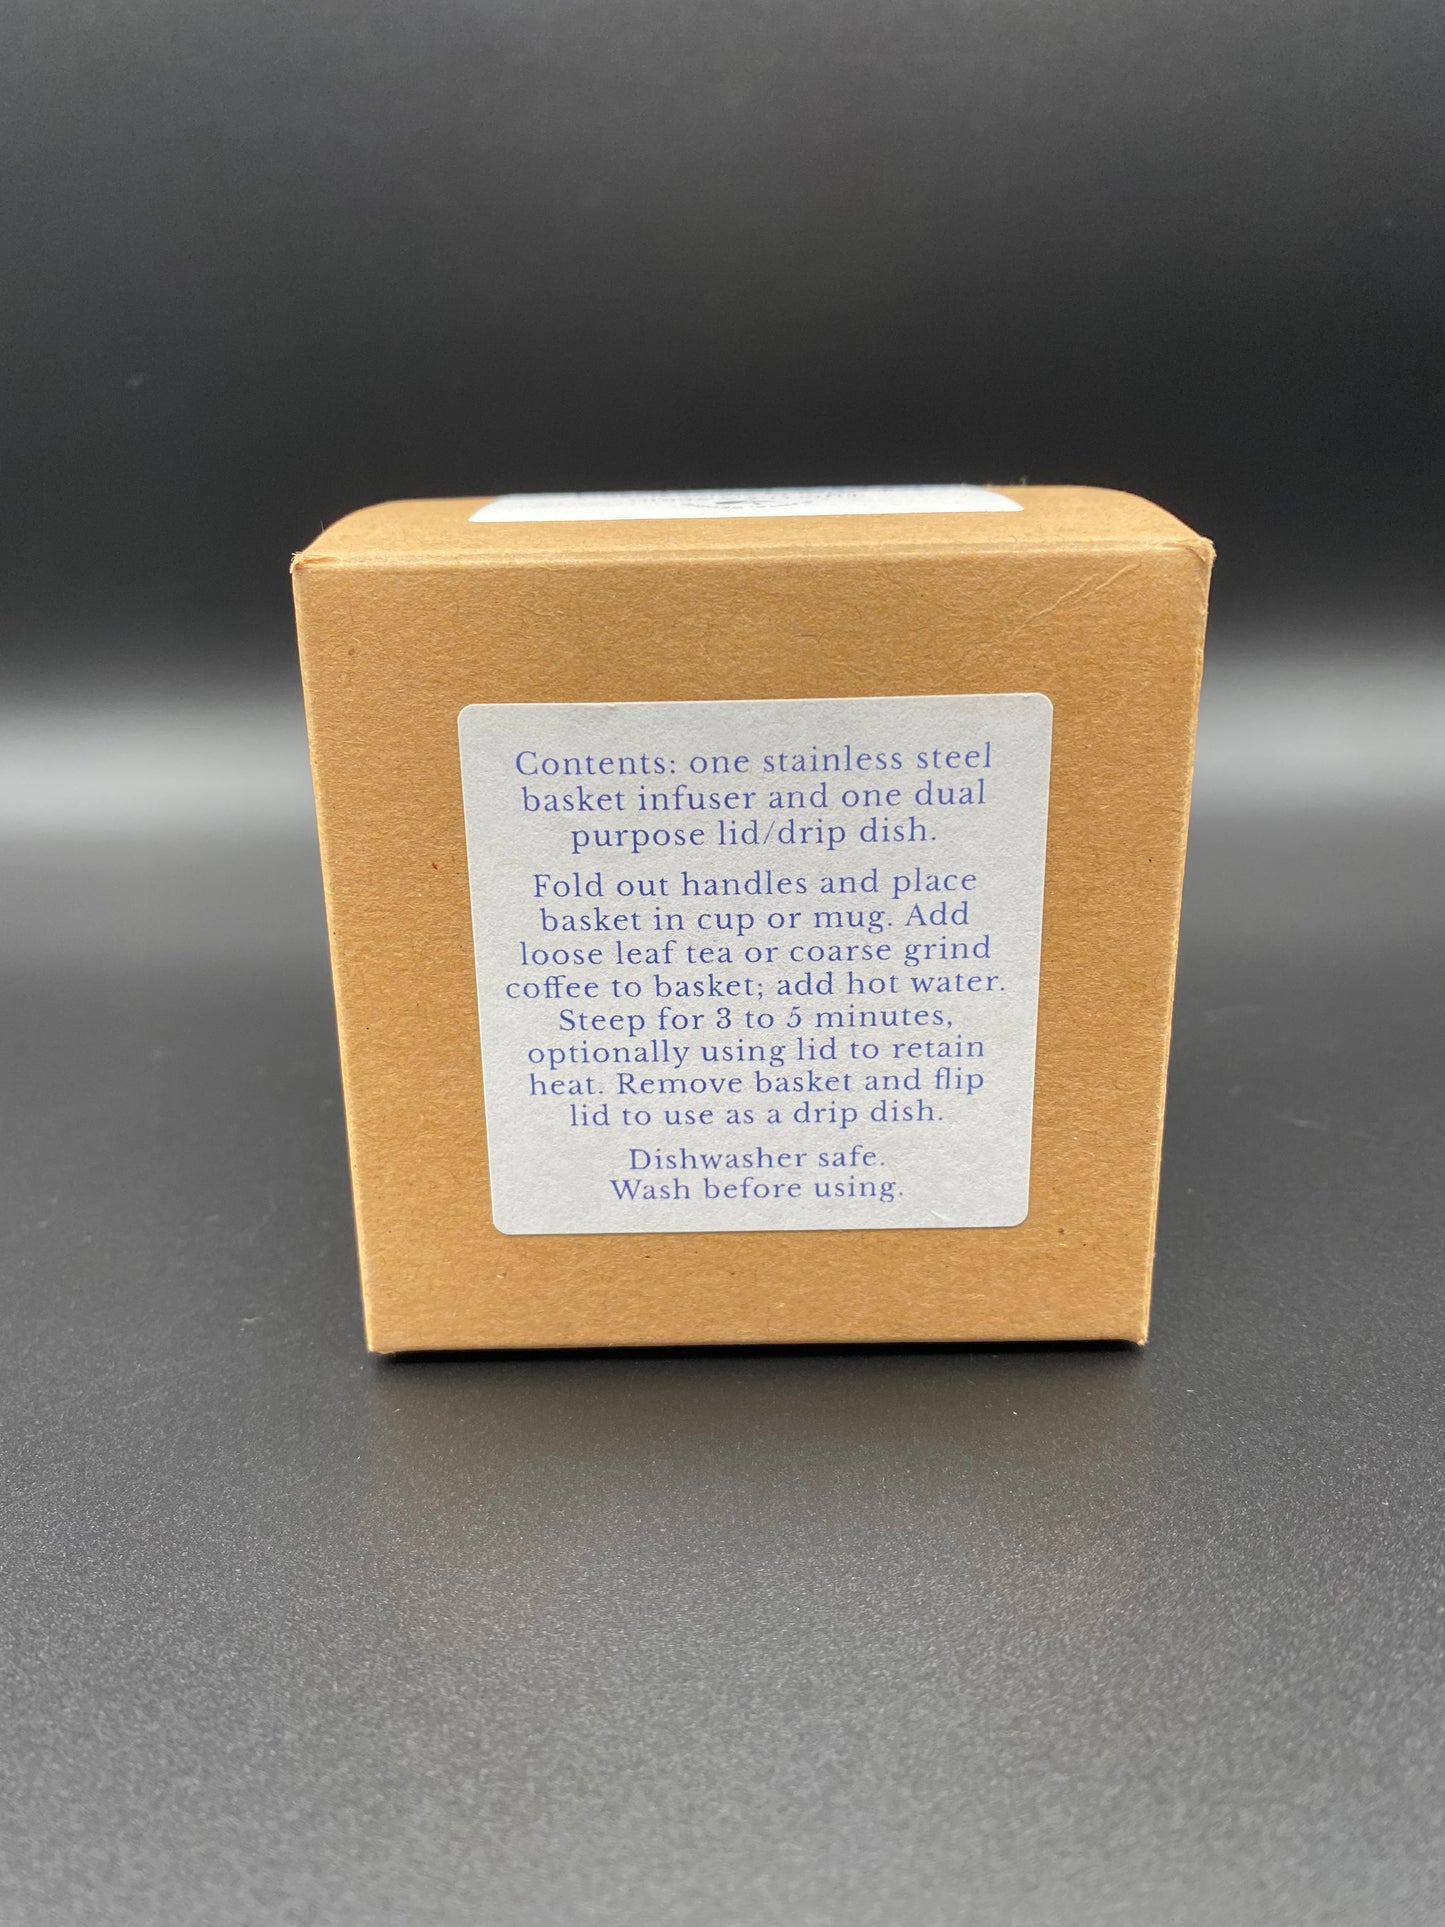 Contents: one stainless steel
basket infuser and one dual
purpose lid/drip dish.
Fold out handles and place
basket in cup or mug. Add
loose leaf tea or coarse grind
coffee to basket; add hot water.
Steep for 3 to 5 minutes,
optionally using lid to retain
heat. Remove basket and flip
lid to use as a drip dish.
Dishwasher safe.
Wash before using.